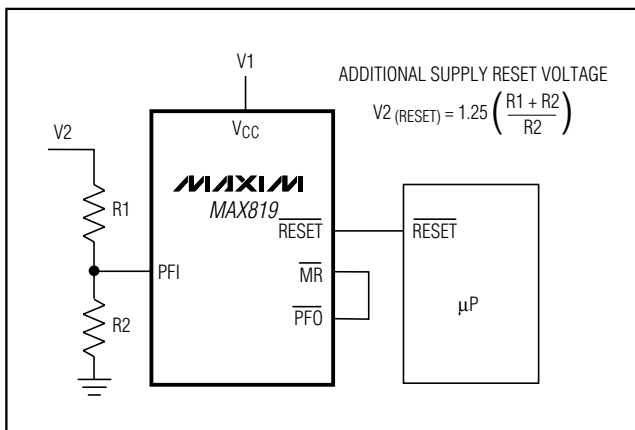 V1
ADDITIONAL SUPPLY RESET VOLTAGE
V2 (RESET) = 1.25 ( R1 + R2 / R2 )
V2
VCC
MAXIM
MAX819
R1
RESET
RESET
PFI
MR
R2
PFO
µP